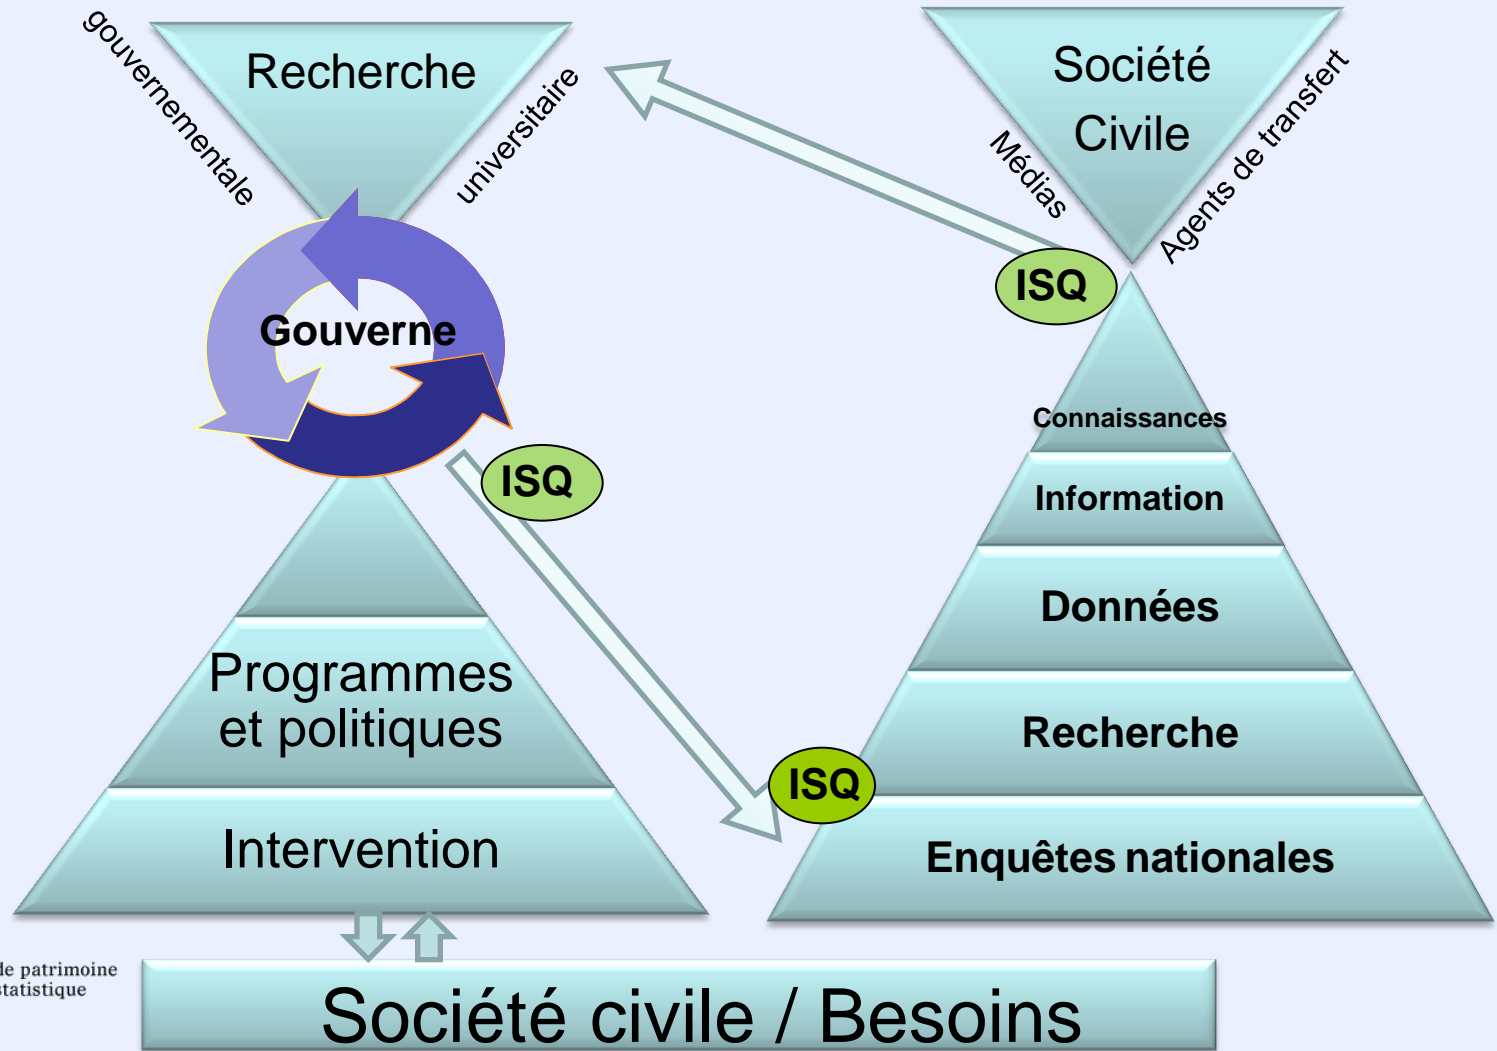 Recherche
gouvernementale
universitaire
Gouverne
ISQ
Programmes
et politiques
Intervention
Société
Civile
Médias
Agents de transfert
ISQ
Connaissances
Information
Données
Recherche
ISQ
Enquêtes nationales
de patrimoine
statistique
Société civile / Besoins